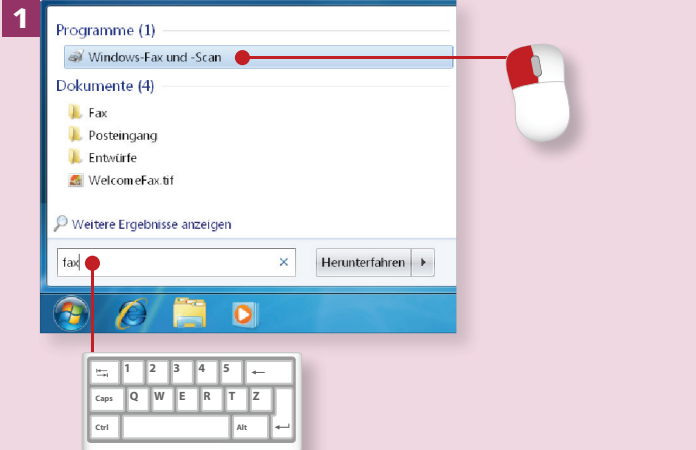 1
Programme (1)
Windows-Fax und -Scan
Dokumente (4)
Fax
Posteingang
Entwürfe
WelcomeFax.tif
Weitere Ergebnisse anzeigen
fax
Herunterfahren
1 2 3 4 5
Caps Q W E R T Z
Ctrl Alt